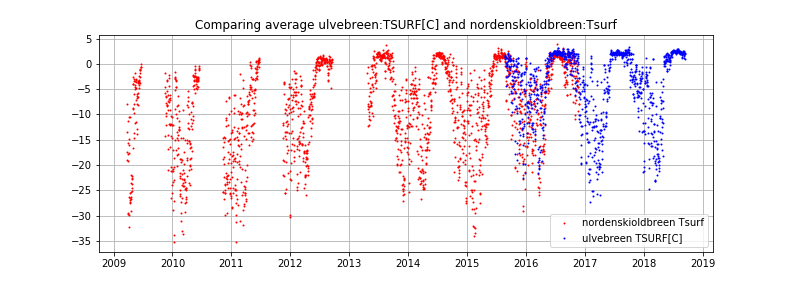 Comparing average ulvebreen:TSURF[C] and nordenskioldbreen:Tsurf
5
0
−5
−10
−15
−20
−25
−30
−35
nordenskioldbreen Tsurf
ulvebreen TSURF[C]
2009 2010 2011 2012 2013 2014 2015 2016 2017 2018 2019